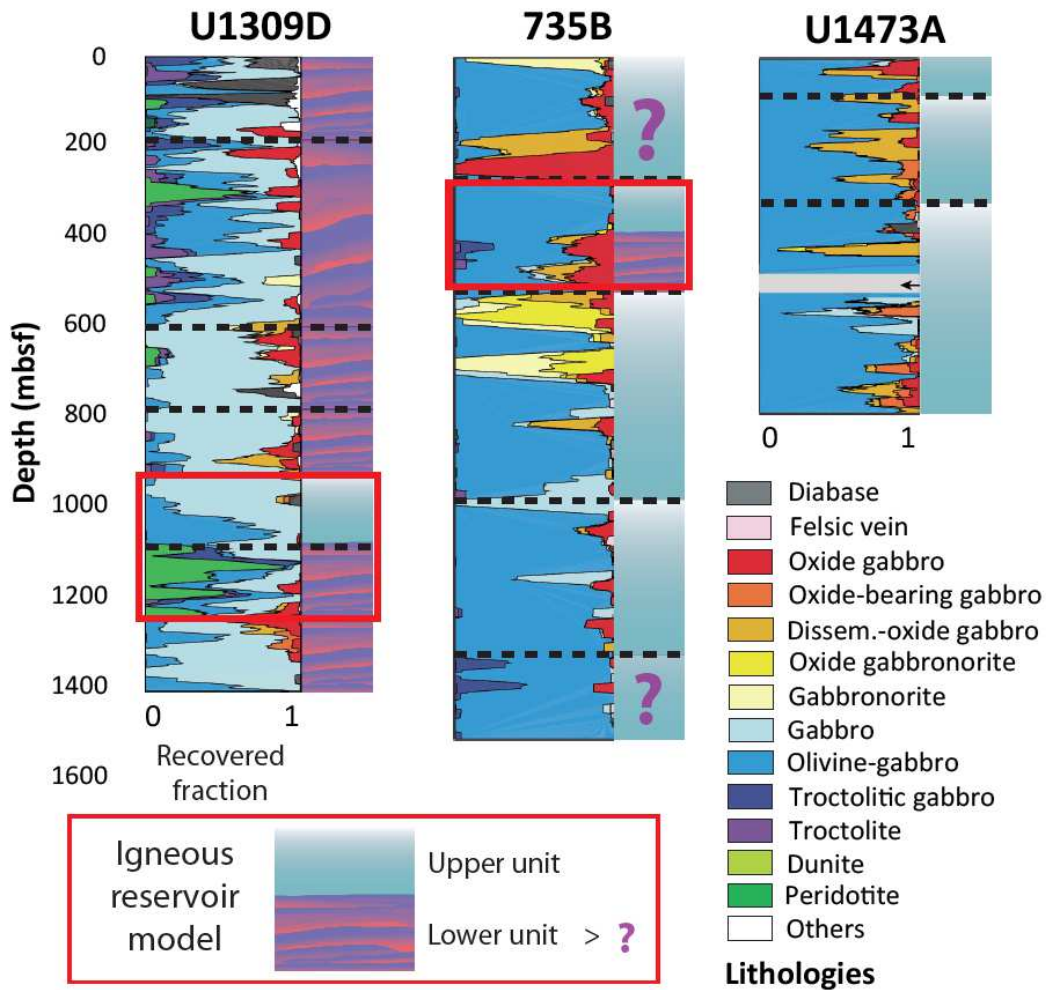 U1309D
735B
U1473A
Depth (mbsf)
0
200
400
600
800
1000
1200
1400
1600
?
?
0 1
0 1
Recovered
fraction
Diabase
Felsic vein
Oxide gabbro
Oxide-bearing gabbro
Dissem.-oxide gabbro
Oxide gabbronorite
Gabbronorite
Gabbro
Olivine-gabbro
Troctolitic gabbro
Troctolite
Dunite
Peridotite
Others
Lithologies
Igneous
reservoir
model
Upper unit
Lower unit > ?